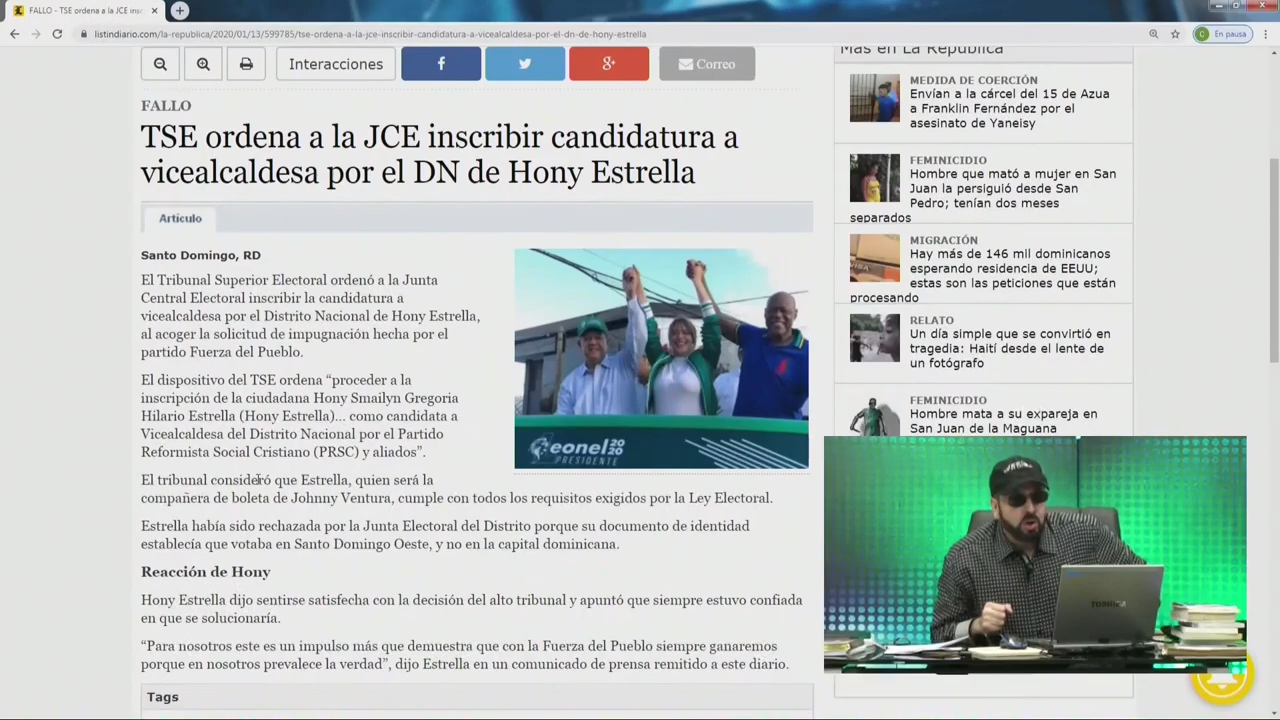 FALLO - TSE ordena a la JCE insc
listindiario.com/la-republica/2020/01/13/599785/tse-ordena-a-la-jce-inscribir-candidatura-a-vicealcaldesa-por-el-dn-de-hony-estrella
En pausa
Interacciones
Correo
FALLO
TSE ordena a la JCE inscribir candidatura a
vicealcaldesa por el DN de Hony Estrella
Artículo
Santo Domingo, RD
El Tribunal Superior Electoral ordenó a la Junta
Central Electoral inscribir la candidatura a
vicealcaldesa por el Distrito Nacional de Hony Estrella,
al acoger la solicitud de impugnación hecha por el
partido Fuerza del Pueblo.
El dispositivo del TSE ordena “proceder a la
inscripción de la ciudadana Hony Smailyn Gregoria
Hilario Estrella (Hony Estrella)... como candidata a
Vicealcaldesa del Distrito Nacional por el Partido
Reformista Social Cristiano (PRSC) y aliados”.
El tribunal consideró que Estrella, quien será la
compañera de boleta de Johnny Ventura, cumple con todos los requisitos exigidos por la Ley Electoral.
Estrella había sido rechazada por la Junta Electoral del Distrito porque su documento de identidad
establecía que votaba en Santo Domingo Oeste, y no en la capital dominicana.
Reacción de Hony
Hony Estrella dijo sentirse satisfecha con la decisión del alto tribunal y apuntó que siempre estuvo confiada
en que se solucionaría.
“Para nosotros este es un impulso más que demuestra que con la Fuerza del Pueblo siempre ganaremos
porque en nosotros prevalece la verdad”, dijo Estrella en un comunicado de prensa remitido a este diario.
Tags
eonel 20
PRESIDENTE 20
Más en La República
MEDIDA DE COERCIÓN
Envían a la cárcel del 15 de Azua
a Franklin Fernández por el
asesinato de Yaneisy
FEMINICIDIO
Hombre que mató a mujer en San
Juan la persiguió desde San
Pedro; tenían dos meses
separados
MIGRACIÓN
Hay más de 146 mil dominicanos
esperando residencia de EEUU;
estas son las peticiones que están
procesando
RELATO
Un día simple que se convirtió en
tragedia: Haití desde el lente de
un fotógrafo
FEMINICIDIO
Hombre mata a su expareja en
San Juan de la Maguana
TOSHIBA